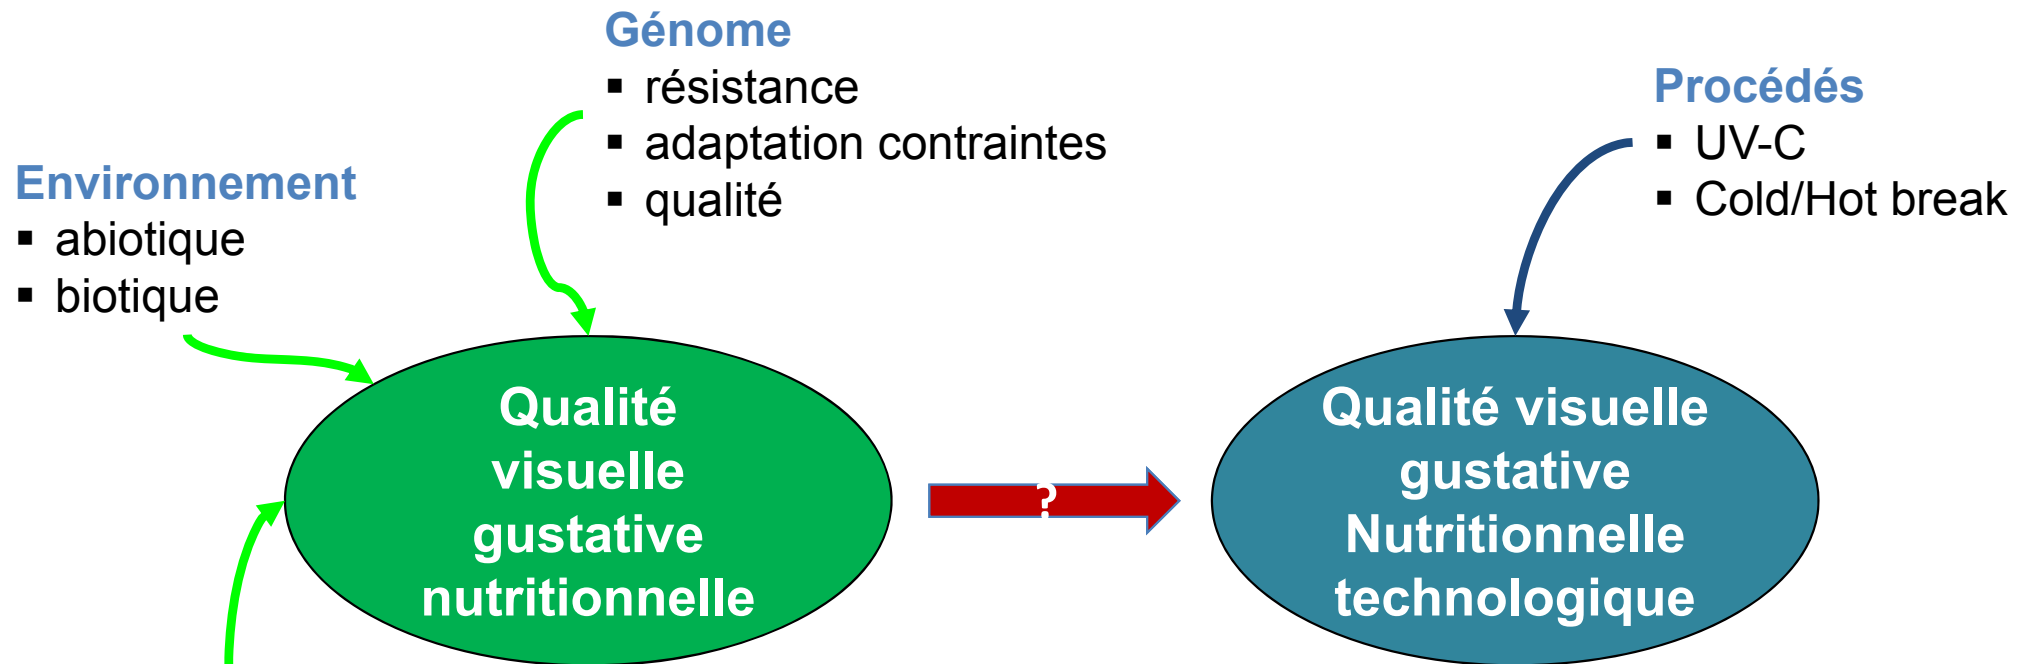 Génome
▪ résistance
▪ adaptation contraintes
▪ qualité
Procédés
▪ UV-C
▪ Cold/Hot break
Environnement
▪ abiotique
▪ biotique
Qualité
visuelle
gustative
nutritionnelle
?
Qualité visuelle
gustative
Nutritionnelle
technologique